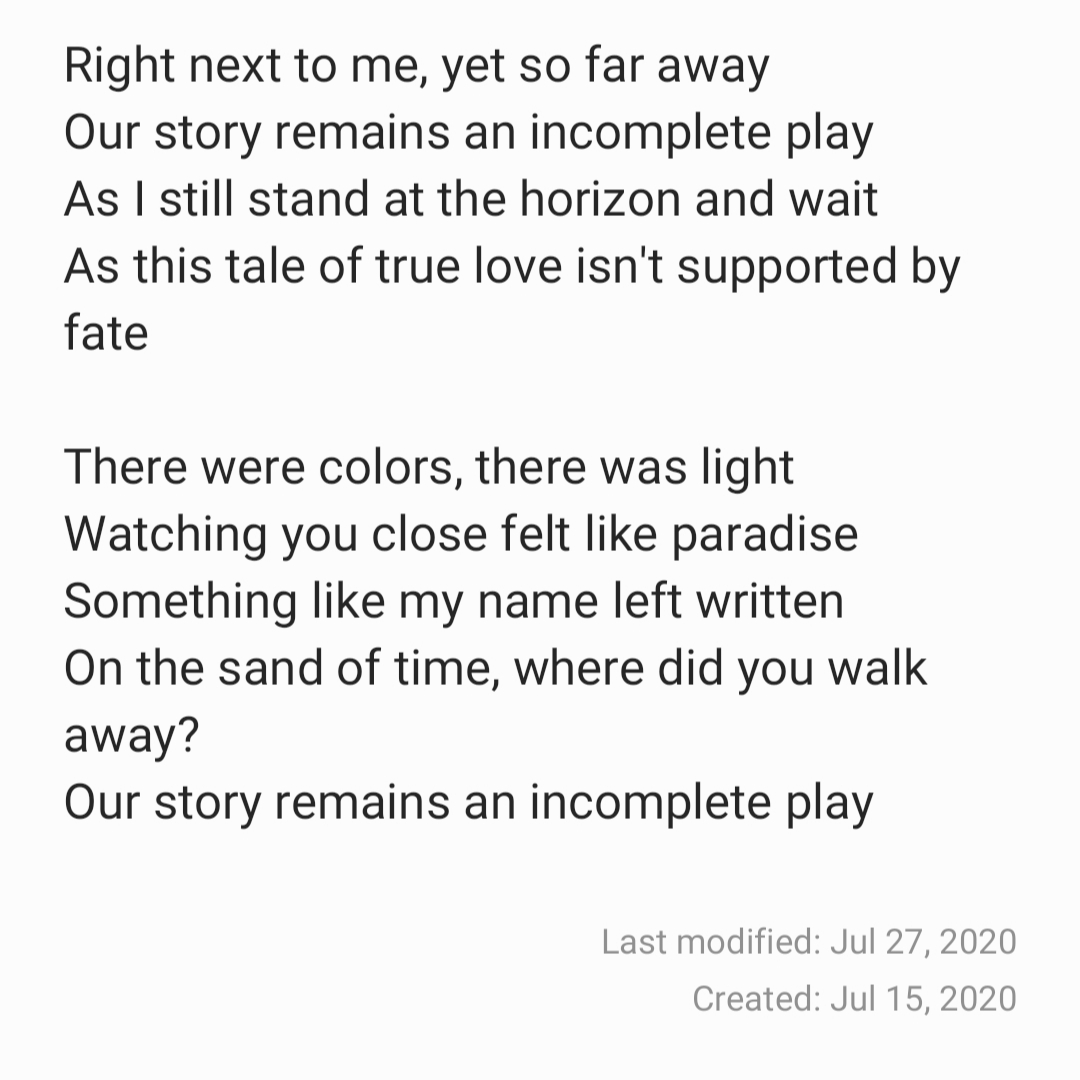 Right next to me, yet so far away
Our story remains an incomplete play
As I still stand at the horizon and wait
As this tale of true love isn't supported by
fate
There were colors, there was light
Watching you close felt like paradise
Something like my name left written
On the sand of time, where did you walk
away?
Our story remains an incomplete play
Last modified: Jul 27, 2020
Created: Jul 15, 2020